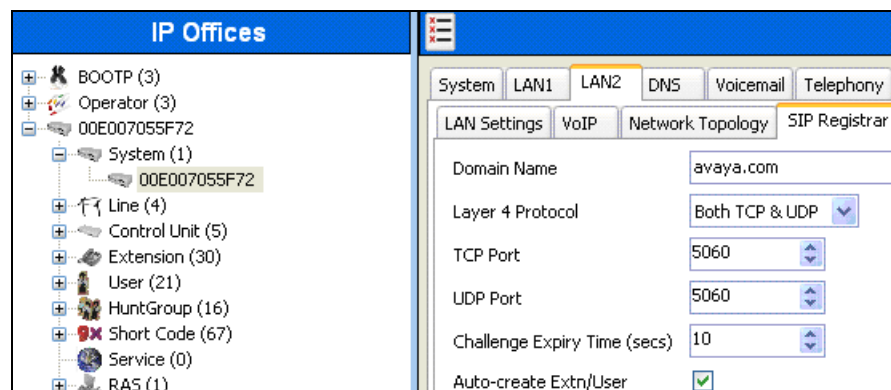 IP Offices
BOOTP (3)
Operator (3)
00E007055F72
System (1)
00E007055F72
Line (4)
Control Unit (5)
Extension (30)
User (21)
HuntGroup (16)
Short Code (67)
Service (0)
RAS (1)
System LAN1 LAN2 DNS Voicemail Telephony
LAN Settings VoIP Network Topology SIP Registrar
Domain Name avaya.com
Layer 4 Protocol Both TCP & UDP
TCP Port 5060
UDP Port 5060
Challenge Expiry Time (secs) 10
Auto-create Extn/User